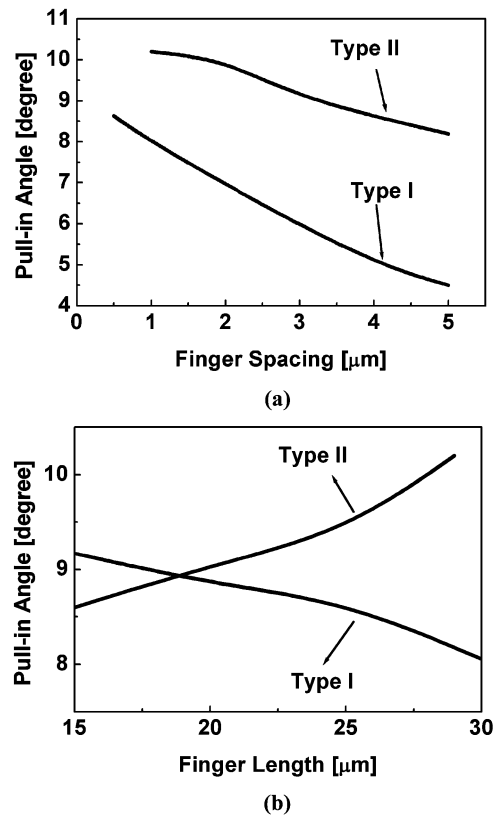 11
10
9
8
7
6
5
4
Pull-in Angle [degree]
Type II
Type I
0 1 2 3 4 5
Finger Spacing [μm]
(a)
10
9
8
Pull-in Angle [degree]
Type II
Type I
15 20 25 30
Finger Length [μm]
(b)